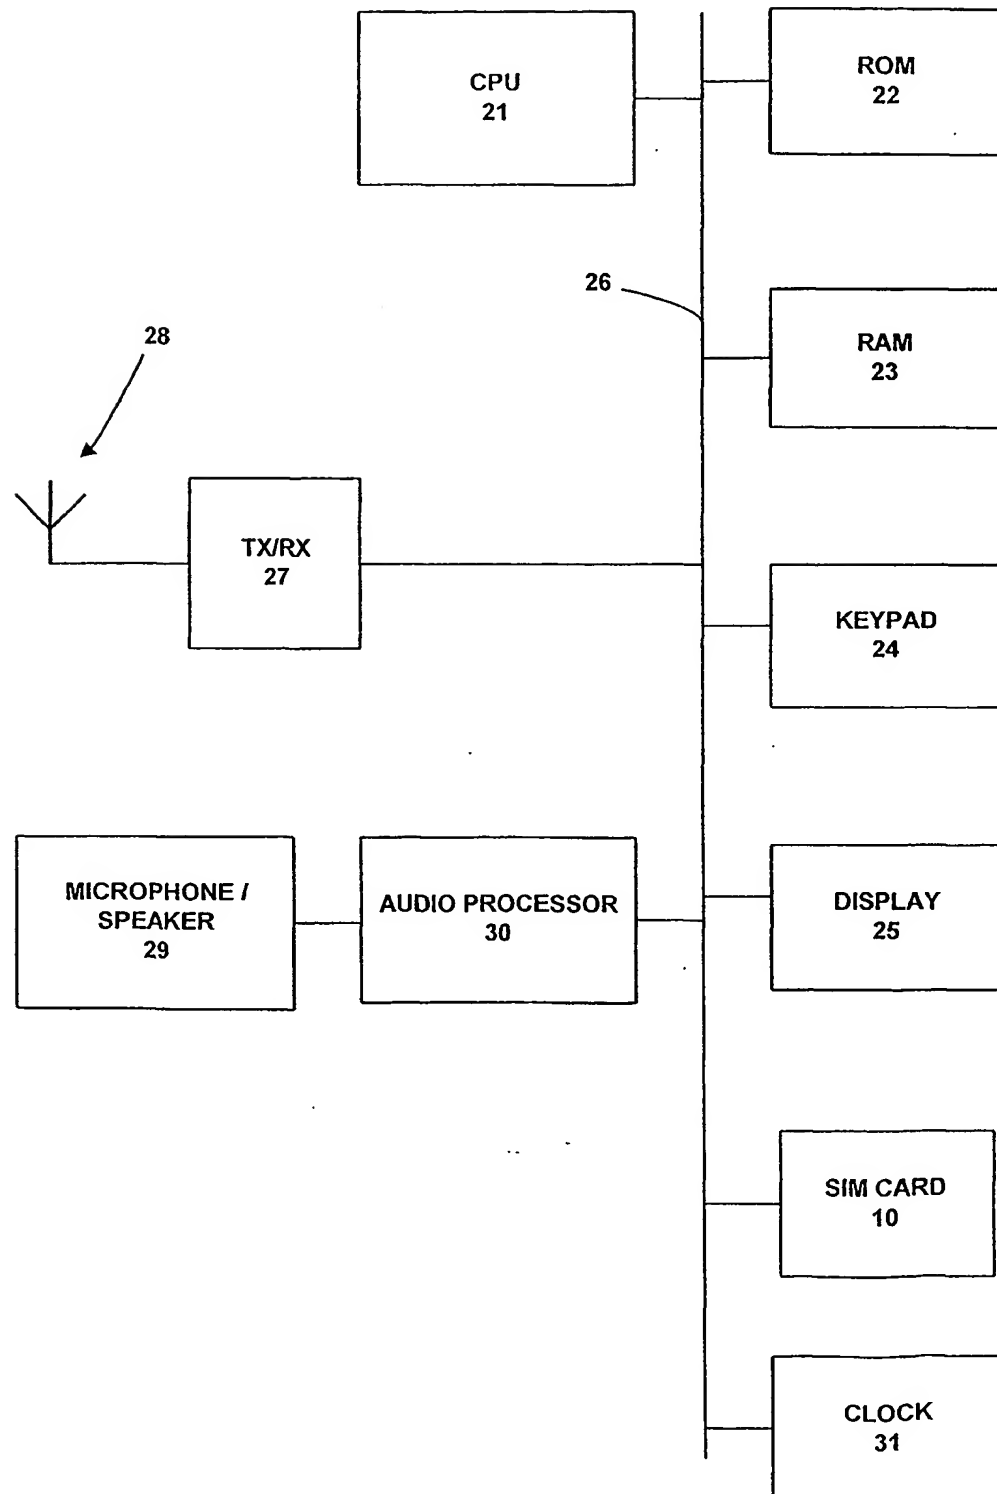 CPU
21
ROM
22
26
RAM
23
28
TX/RX
27
KEYPAD
24
MICROPHONE /
SPEAKER
29
AUDIO PROCESSOR
30
DISPLAY
25
SIM CARD
10
CLOCK
31